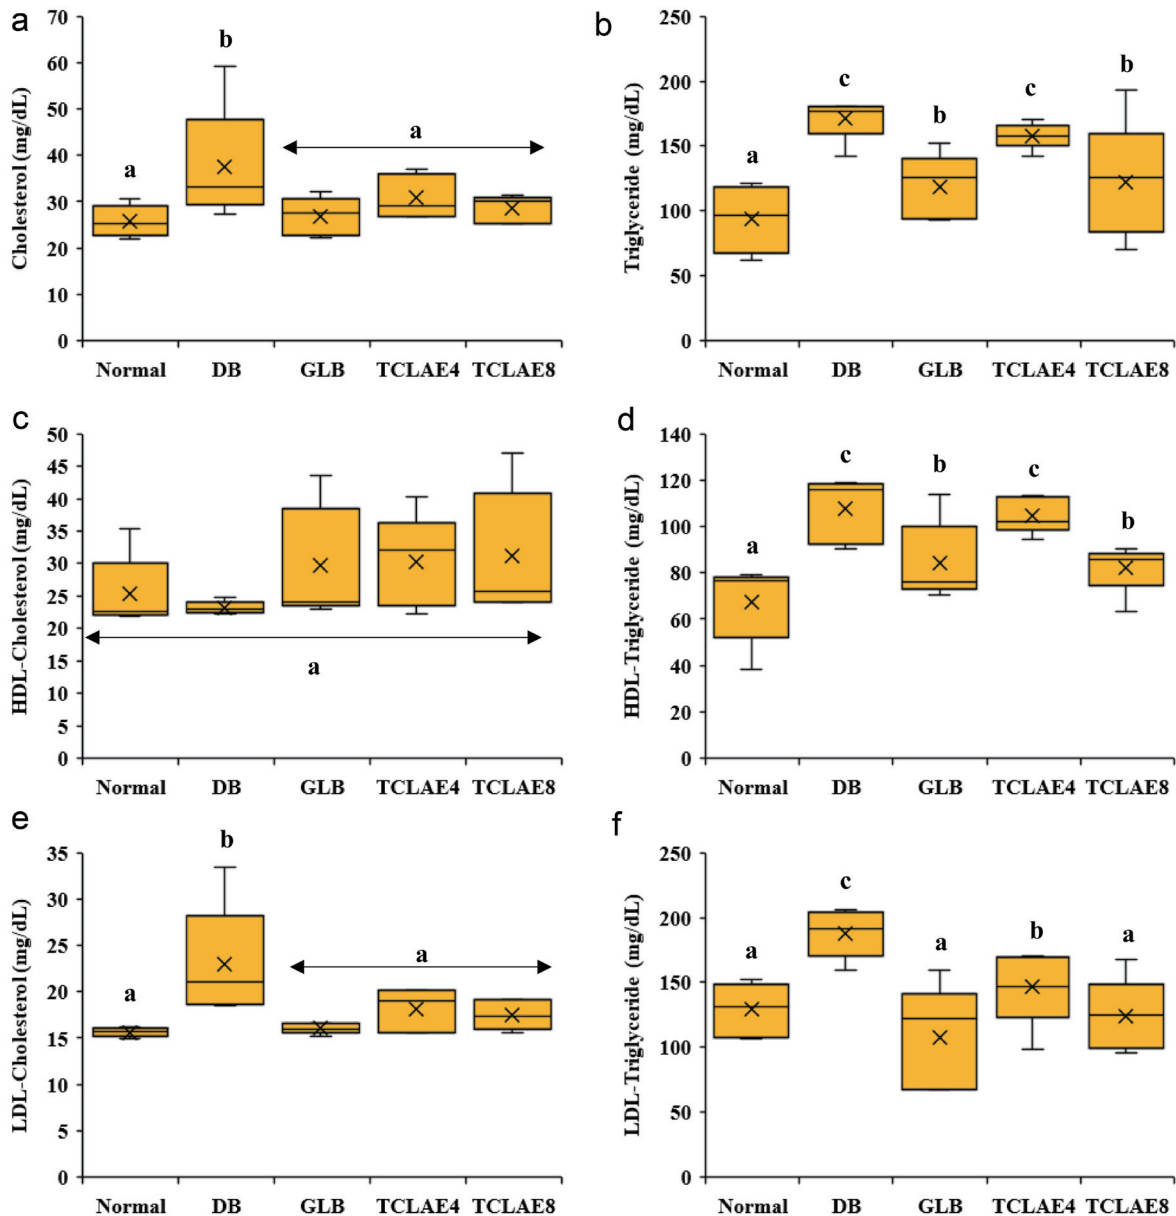 a
Cholesterol (mg/dL)
70
60
50
40
30
20
10
0
a
b
a
Normal DB GLB TCLAE4 TCLAE8
b
Triglyceride (mg/dL)
250
200
150
100
50
0
a
c
b
c
b
Normal DB GLB TCLAE4 TCLAE8
c
HDL-Cholesterol (mg/dL)
50
45
40
35
30
25
20
15
10
5
0
a
Normal DB GLB TCLAE4 TCLAE8
d
HDL-Triglyceride (mg/dL)
140
120
100
80
60
40
20
0
a
c
b
c
b
Normal DB GLB TCLAE4 TCLAE8
e
LDL-Cholesterol (mg/dL)
35
30
25
20
15
10
5
0
a
b
a
Normal DB GLB TCLAE4 TCLAE8
f
LDL-Triglyceride (mg/dL)
250
200
150
100
50
0
a
c
a
b
a
Normal DB GLB TCLAE4 TCLAE8